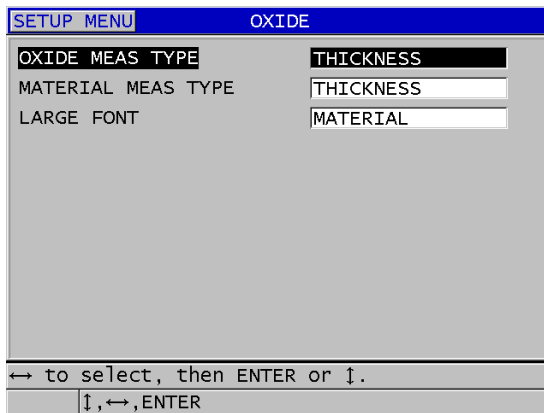 SETUP MENU OXIDE
OXIDE MEAS TYPE THICKNESS
MATERIAL MEAS TYPE THICKNESS
LARGE FONT MATERIAL
↔ to select, then ENTER or ↕.
↕,↔,ENTER